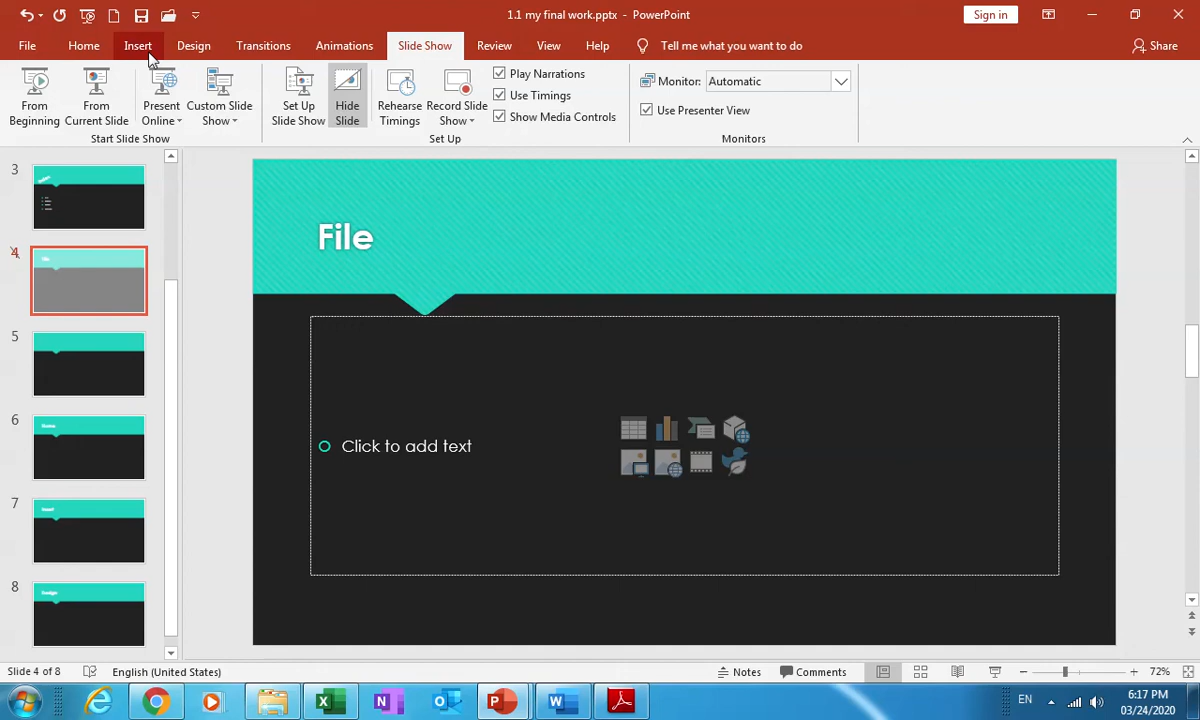 1.1 my final work.pptx - PowerPoint
Sign in
File Home Insert Design Transitions Animations Slide Show Review View Help Tell me what you want to do Share
From Beginning
From Current Slide
Present Online
Custom Slide Show
Start Slide Show
Set Up Slide Show
Hide Slide
Rehearse Timings
Record Slide Show
Play Narrations
Use Timings
Show Media Controls
Set Up
Monitor: Automatic
Use Presenter View
Monitors
3
4
5
6
Home
7
Insert
8
Design
File
Click to add text
Slide 4 of 8 English (United States) Notes Comments 72%
EN 6:17 PM
03/24/2020